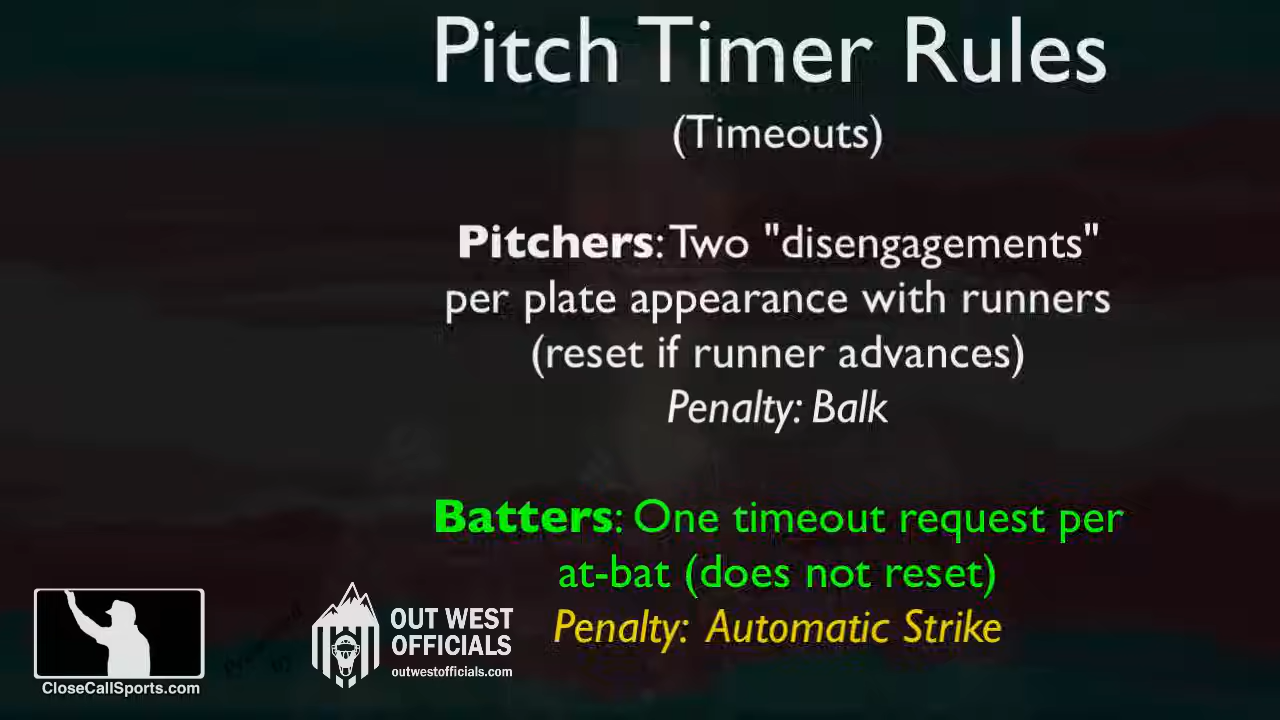 Pitch Timer Rules
(Timeouts)
Pitchers: Two "disengagements"
per plate appearance with runners
(reset if runner advances)
Penalty: Balk
Batters: One timeout request per
at-bat (does not reset)
Penalty: Automatic Strike
CloseCallSports.com
OUT WEST
OFFICIALS
outwestofficials.com